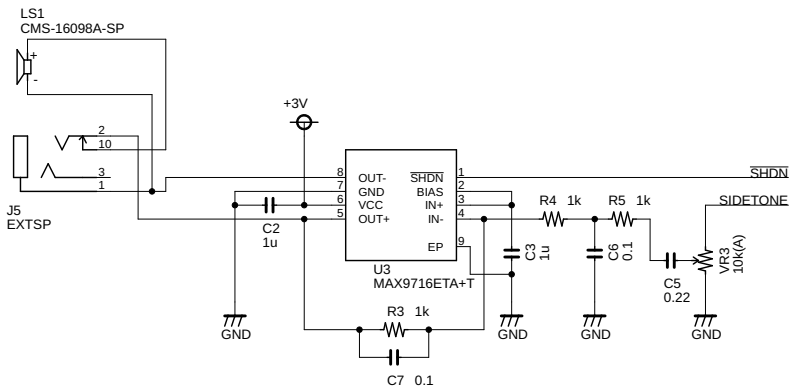 LS1
CMS-16098A-SP
+
-
2
10
3
1
J5
EXTSP
+3V
C2
1u
GND
8 OUT-
7 GND
6 VCC
5 OUT+
SHDN 1
BIAS 2
IN+ 3
IN- 4
EP 9
U3
MAX9716ETA+T
R3 1k
C7 0.1
C3
1u
GND
R4 1k
R5 1k
C6
0.1
GND
C5
0.22
VR3
10k(A)
GND
SHDN
SIDETONE